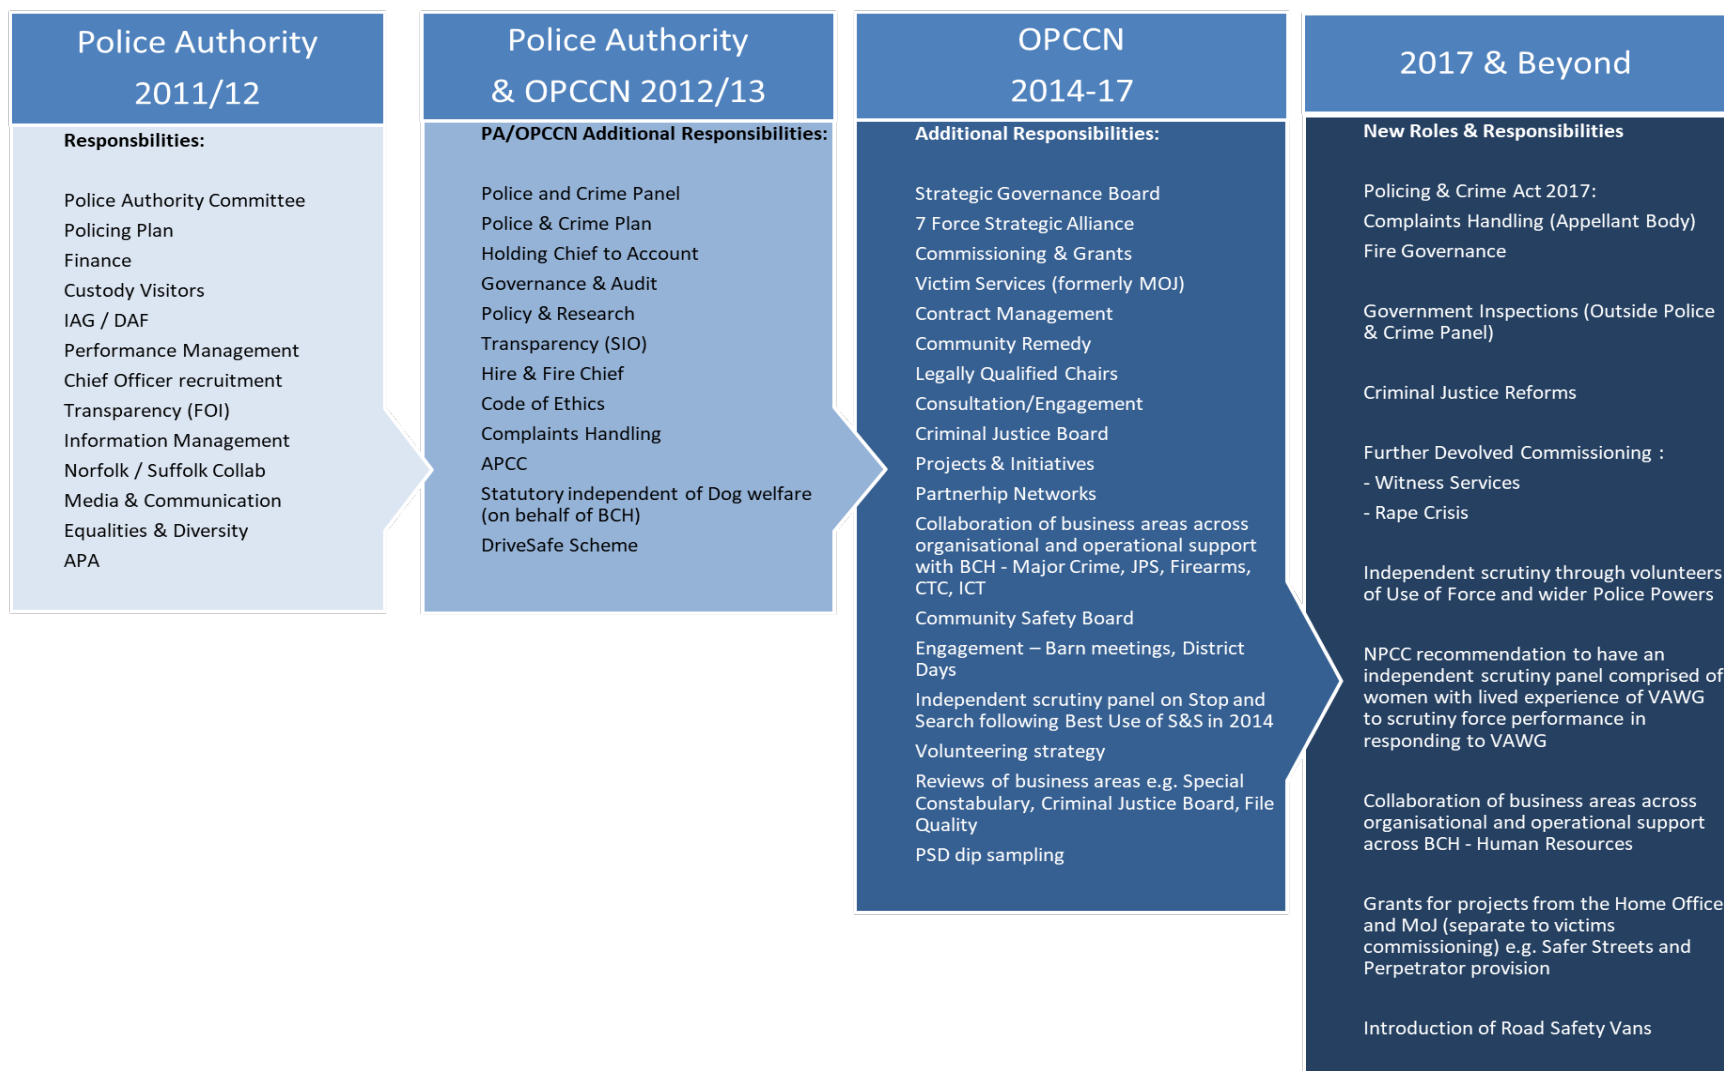 Police Authority
2011/12
Responsbilities:
Police Authority Committee
Policing Plan
Finance
Custody Visitors
IAG / DAF
Performance Management
Chief Officer recruitment
Transparency (FOI)
Information Management
Norfolk / Suffolk Collab
Media & Communication
Equalities & Diversity
APA
Police Authority
& OPCCN 2012/13
PA/OPCCN Additional Responsibilities:
Police and Crime Panel
Police & Crime Plan
Holding Chief to Account
Governance & Audit
Policy & Research
Transparency (SIO)
Hire & Fire Chief
Code of Ethics
Complaints Handling
APCC
Statutory independent of Dog welfare
(on behalf of BCH)
DriveSafe Scheme
OPCCN
2014-17
Additional Responsibilities:
Strategic Governance Board
7 Force Strategic Alliance
Commissioning & Grants
Victim Services (formerly MOJ)
Contract Management
Community Remedy
Legally Qualified Chairs
Consultation/Engagement
Criminal Justice Board
Projects & Initiatives
Partnerhip Networks
Collaboration of business areas across
organisational and operational support
with BCH - Major Crime, JPS, Firearms,
CTC, ICT
Community Safety Board
Engagement – Barn meetings, District
Days
Independent scrutiny panel on Stop and
Search following Best Use of S&S in 2014
Volunteering strategy
Reviews of business areas e.g. Special
Constabulary, Criminal Justice Board, File
Quality
PSD dip sampling
2017 & Beyond
New Roles & Responsibilities
Policing & Crime Act 2017:
Complaints Handling (Appellant Body)
Fire Governance
Government Inspections (Outside Police
& Crime Panel)
Criminal Justice Reforms
Further Devolved Commissioning :
- Witness Services
- Rape Crisis
Independent scrutiny through volunteers
of Use of Force and wider Police Powers
NPCC recommendation to have an
independent scrutiny panel comprised of
women with lived experience of VAWG
to scrutiny force performance in
responding to VAWG
Collaboration of business areas across
organisational and operational support
across BCH - Human Resources
Grants for projects from the Home Office
and MoJ (separate to victims
commissioning) e.g. Safer Streets and
Perpetrator provision
Introduction of Road Safety Vans